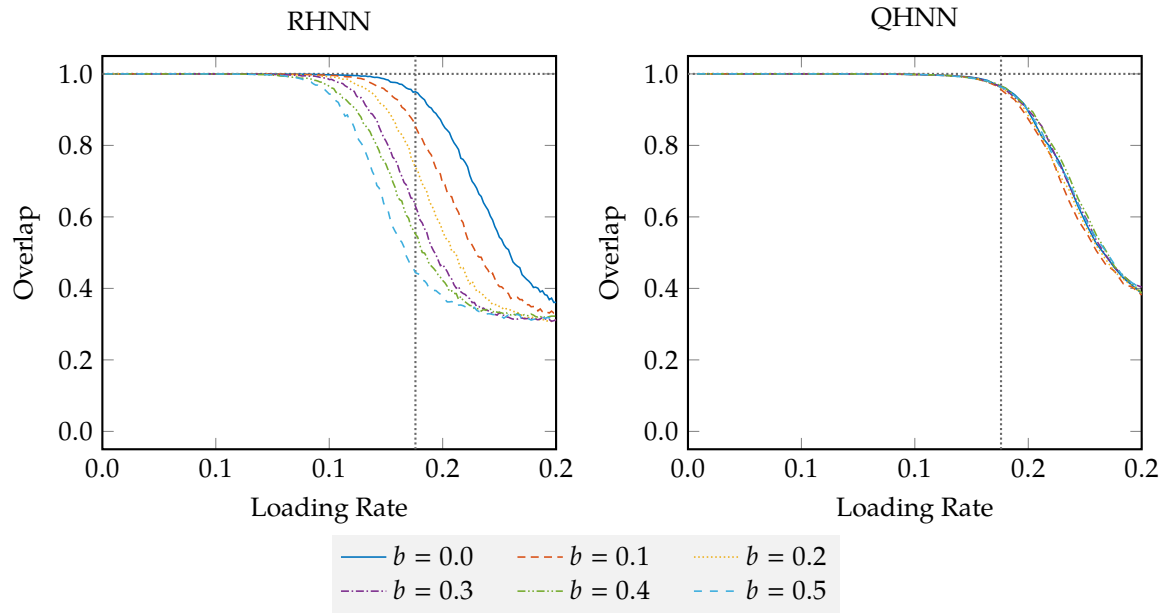 RHNN
1.0
0.8
0.6
0.4
0.2
0.0
Overlap
0.0 0.1 0.1 0.2 0.2
Loading Rate
QHNN
1.0
0.8
0.6
0.4
0.2
0.0
Overlap
0.0 0.1 0.1 0.2 0.2
Loading Rate
b = 0.0 b = 0.1 b = 0.2
b = 0.3 b = 0.4 b = 0.5